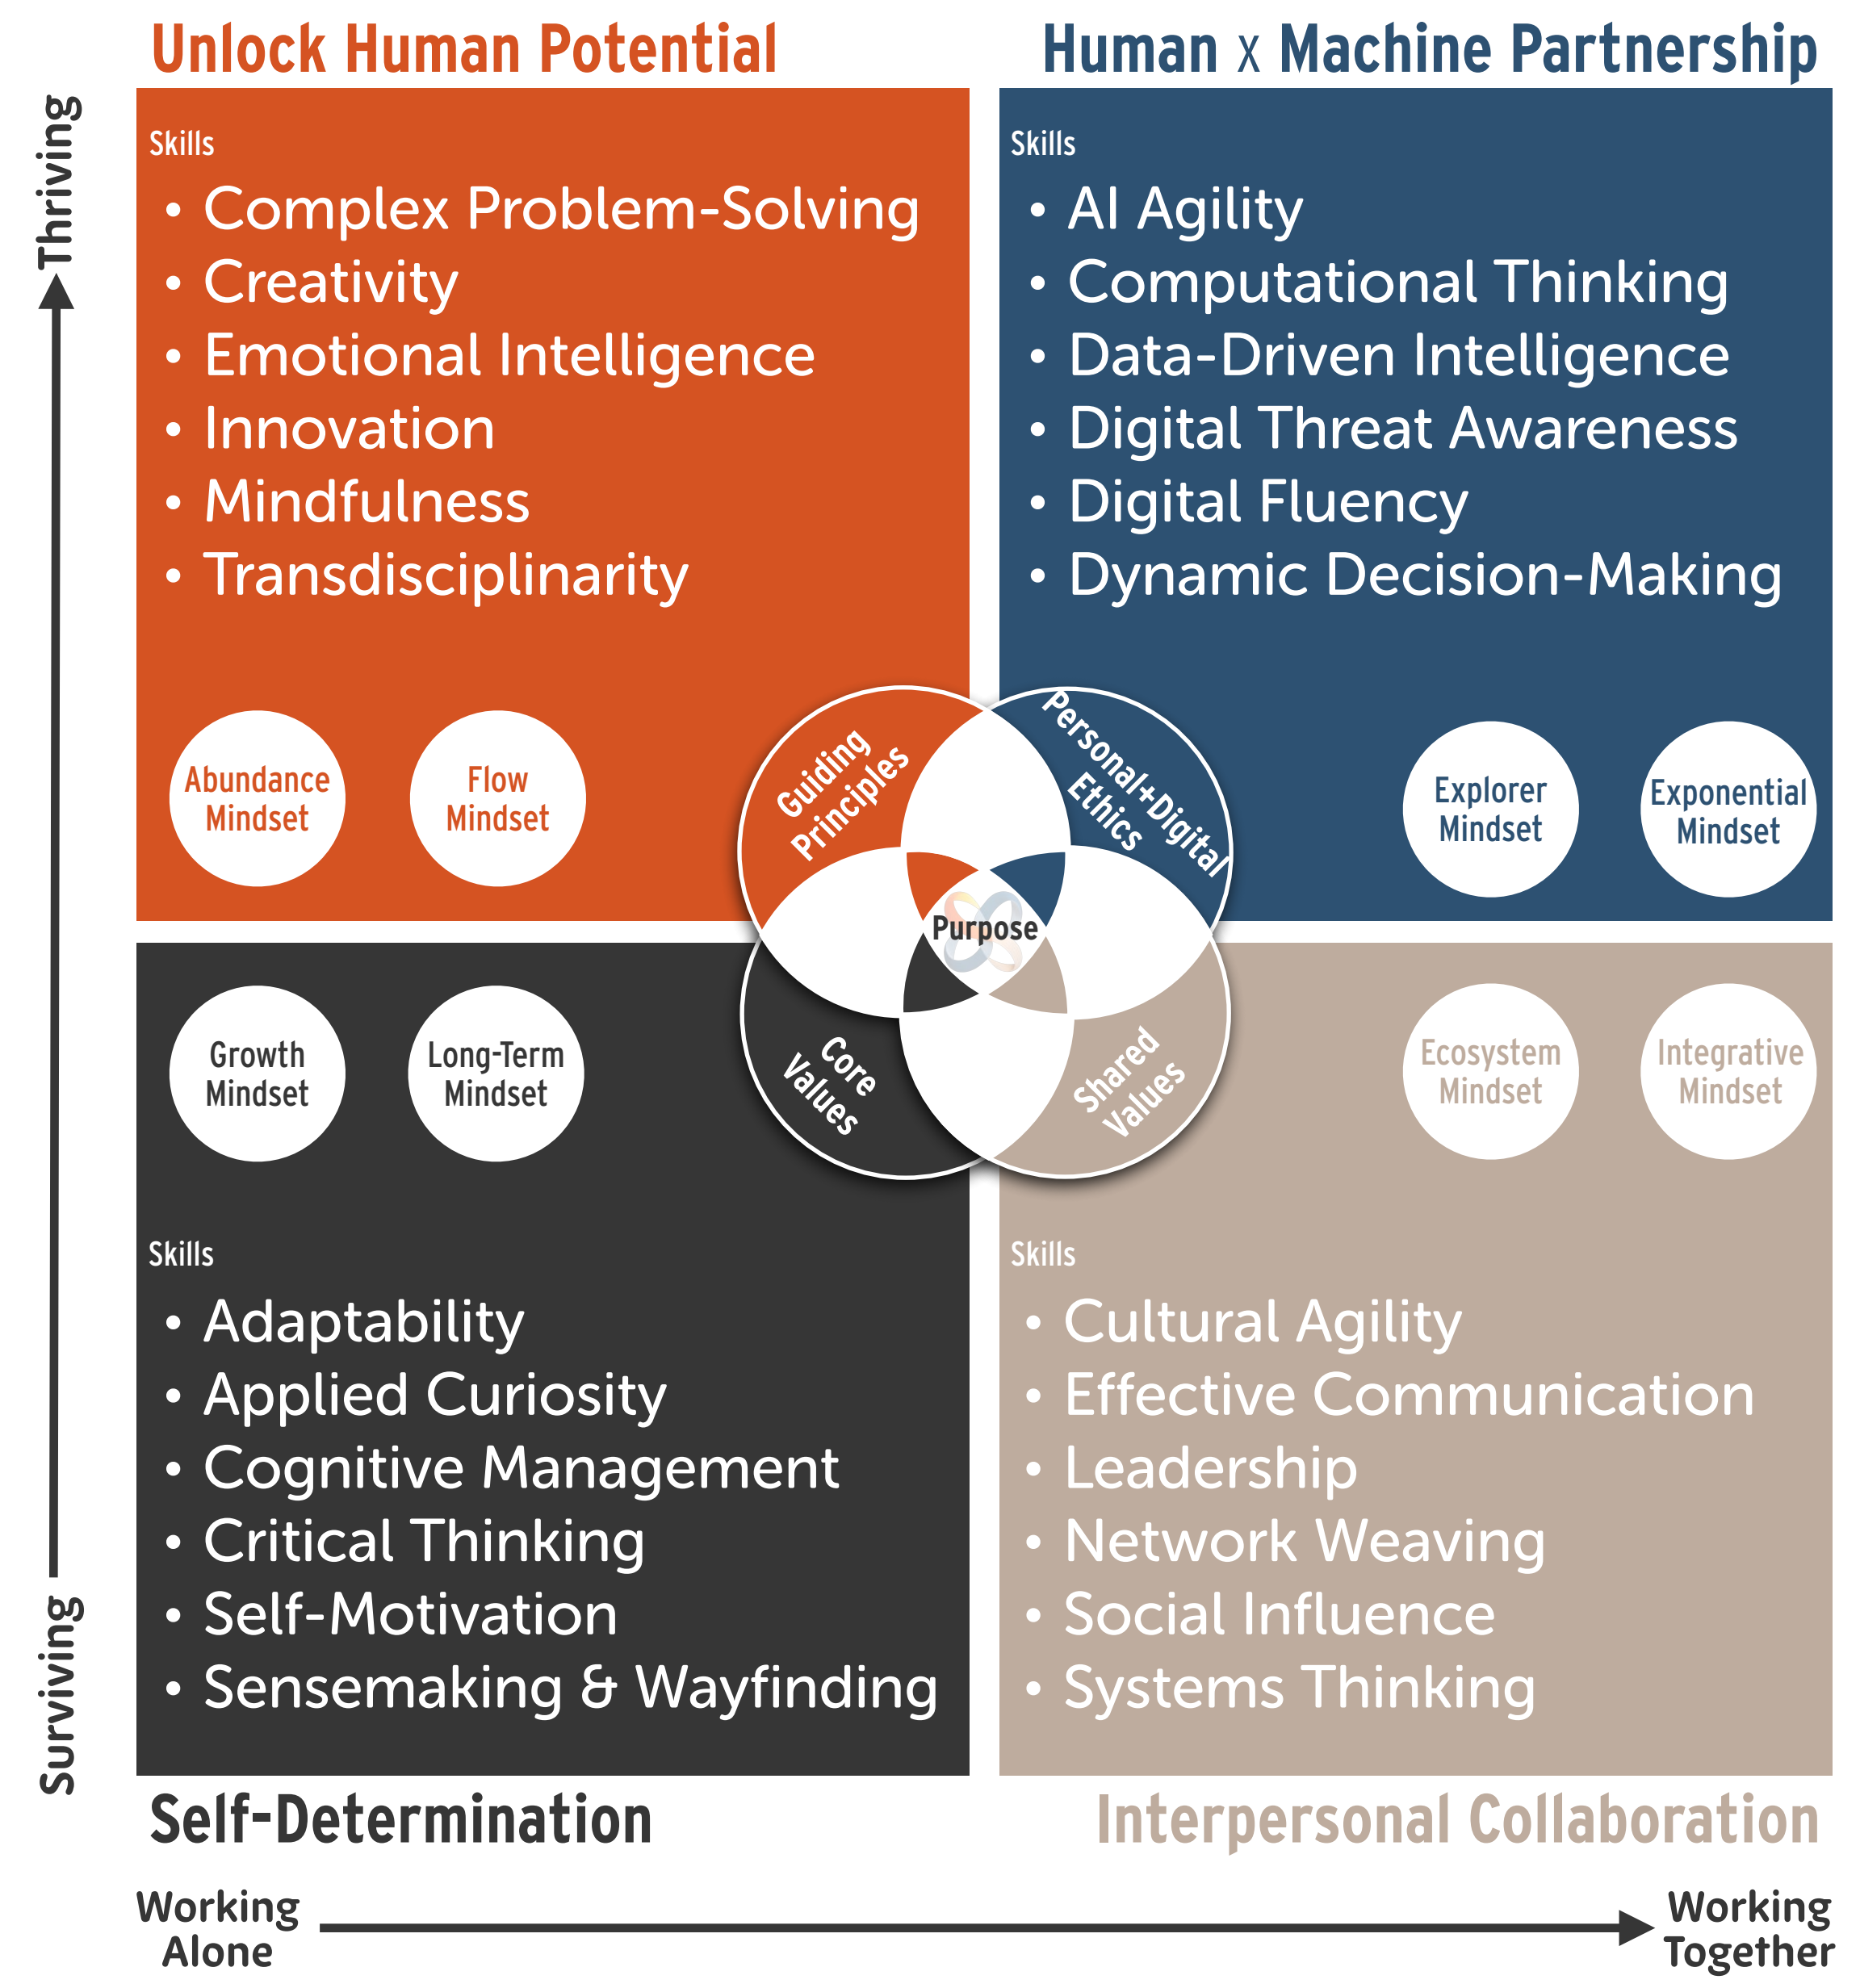 Unlock Human Potential
Human x Machine Partnership
Thriving
Skills
• Complex Problem-Solving
• Creativity
• Emotional Intelligence
• Innovation
• Mindfulness
• Transdisciplinarity
Abundance
Mindset
Flow
Mindset
Skills
• AI Agility
• Computational Thinking
• Data-Driven Intelligence
• Digital Threat Awareness
• Digital Fluency
• Dynamic Decision-Making
Explorer
Mindset
Exponential
Mindset
Guiding
Principles
Personal+Digital
Ethics
Purpose
Core
Values
Shared
Values
Growth
Mindset
Long-Term
Mindset
Skills
• Adaptability
• Applied Curiosity
• Cognitive Management
• Critical Thinking
• Self-Motivation
• Sensemaking & Wayfinding
Ecosystem
Mindset
Integrative
Mindset
Skills
• Cultural Agility
• Effective Communication
• Leadership
• Network Weaving
• Social Influence
• Systems Thinking
Surviving
Self-Determination
Interpersonal Collaboration
Working
Alone
Working
Together